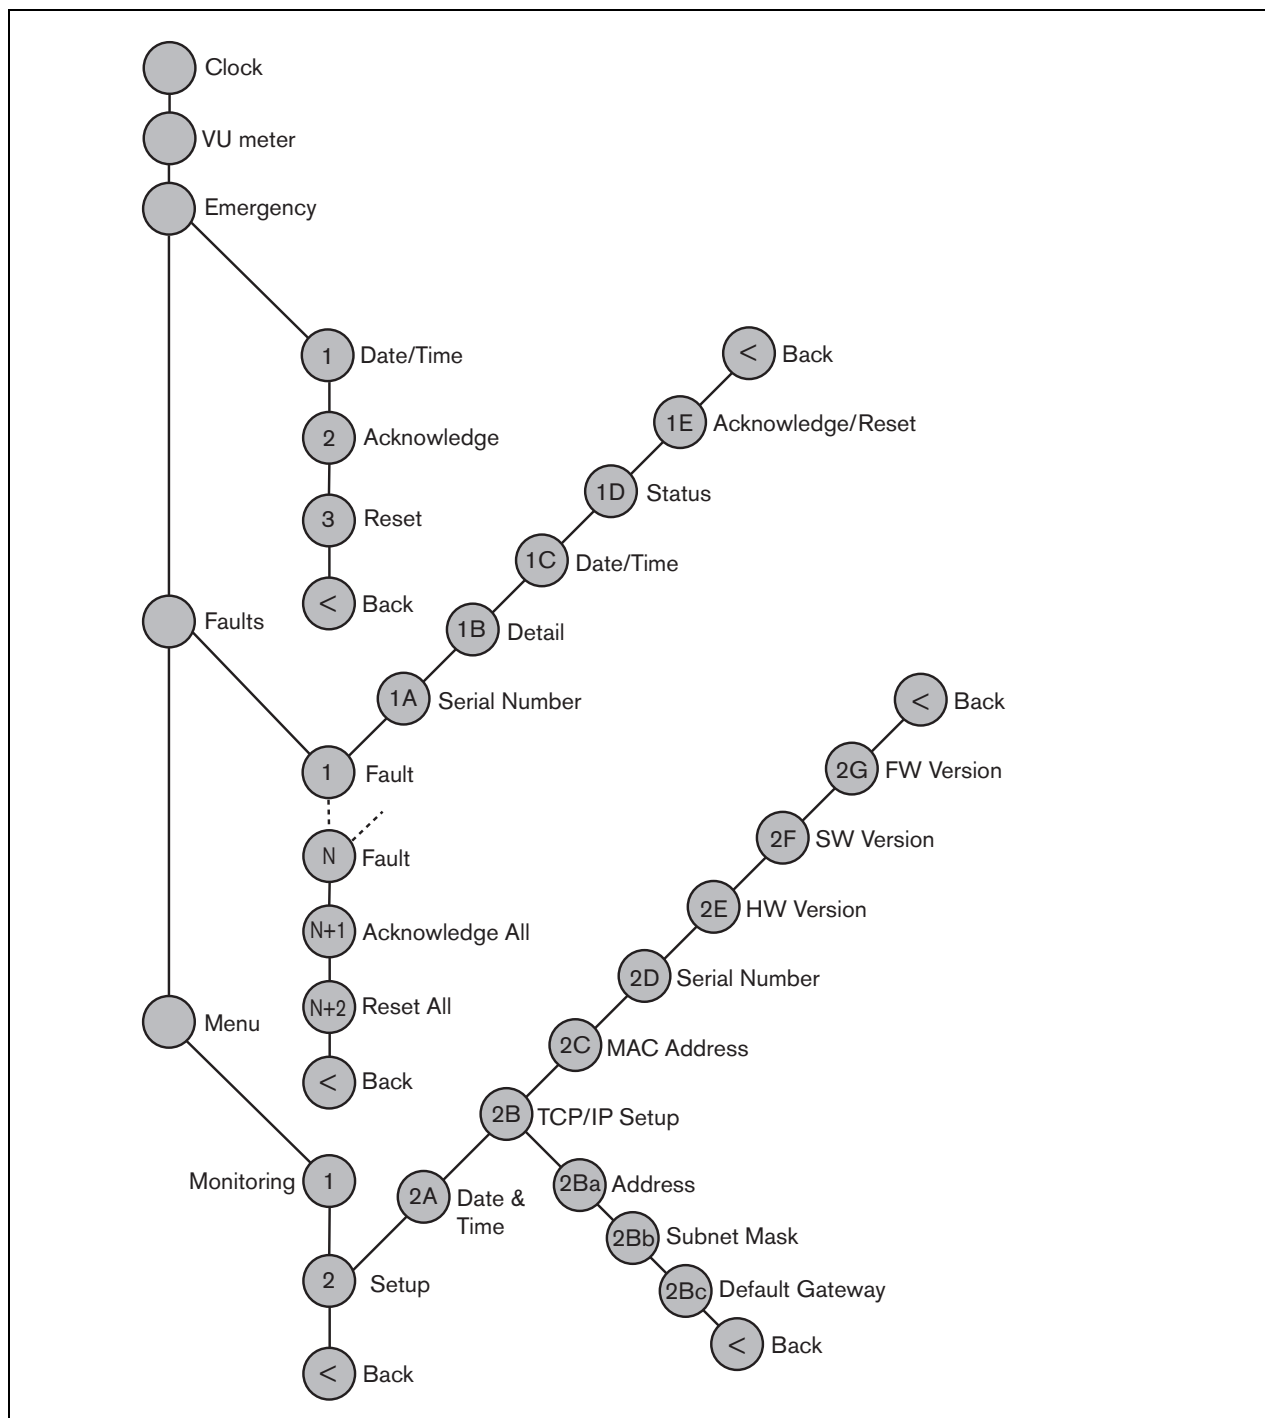 Clock
VU meter
Emergency
1 Date/Time
2 Acknowledge
3 Reset
< Back
< Back
1E Acknowledge/Reset
1D Status
1C Date/Time
1B Detail
1A Serial Number
Faults
1 Fault
N Fault
N+1 Acknowledge All
N+2 Reset All
< Back
< Back
2G FW Version
2F SW Version
2E HW Version
2D Serial Number
2C MAC Address
2B TCP/IP Setup
2A Date &
Time
2Ba Address
2Bb Subnet Mask
2Bc Default Gateway
< Back
Menu
Monitoring 1
2 Setup
< Back